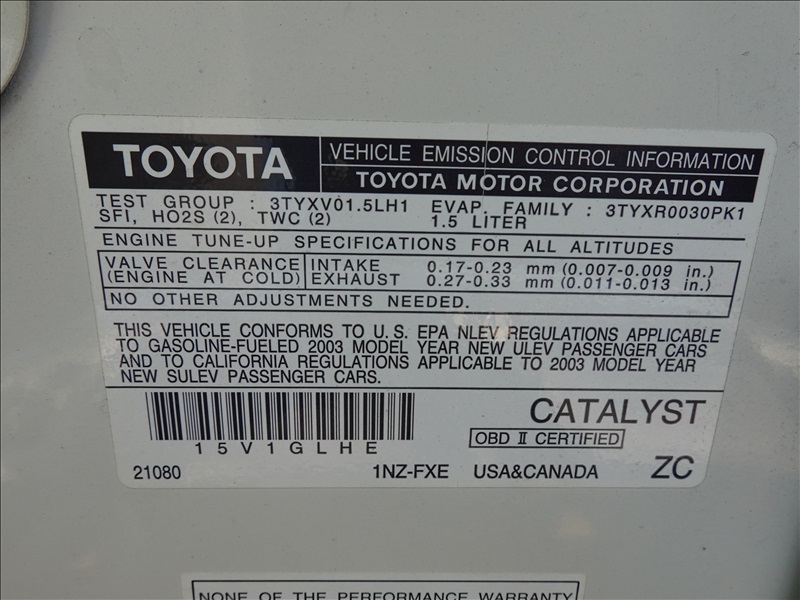 TOYOTA
VEHICLE EMISSION CONTROL INFORMATION
TOYOTA MOTOR CORPORATION
TEST GROUP : 3TYXV01.5LH1 EVAP. FAMILY : 3TYXR0030PK1
SFI, HO2S (2), TWC (2) 1.5 LITER
ENGINE TUNE-UP SPECIFICATIONS FOR ALL ALTITUDES
VALVE CLEARANCE INTAKE 0.17-0.23 mm (0.007-0.009 in.)
(ENGINE AT COLD) EXHAUST 0.27-0.33 mm (0.011-0.013 in.)
NO OTHER ADJUSTMENTS NEEDED.
THIS VEHICLE CONFORMS TO U.S. EPA NLEV REGULATIONS APPLICABLE
TO GASOLINE-FUELED 2003 MODEL YEAR NEW ULEV PASSENGER CARS
AND TO CALIFORNIA REGULATIONS APPLICABLE TO 2003 MODEL YEAR
NEW SULEV PASSENGER CARS.
CATALYST
OBD II CERTIFIED
15V1GLHE
21080 1NZ-FXE USA&CANADA ZC
NONE OF THE PERFORMANCE WARRANTY